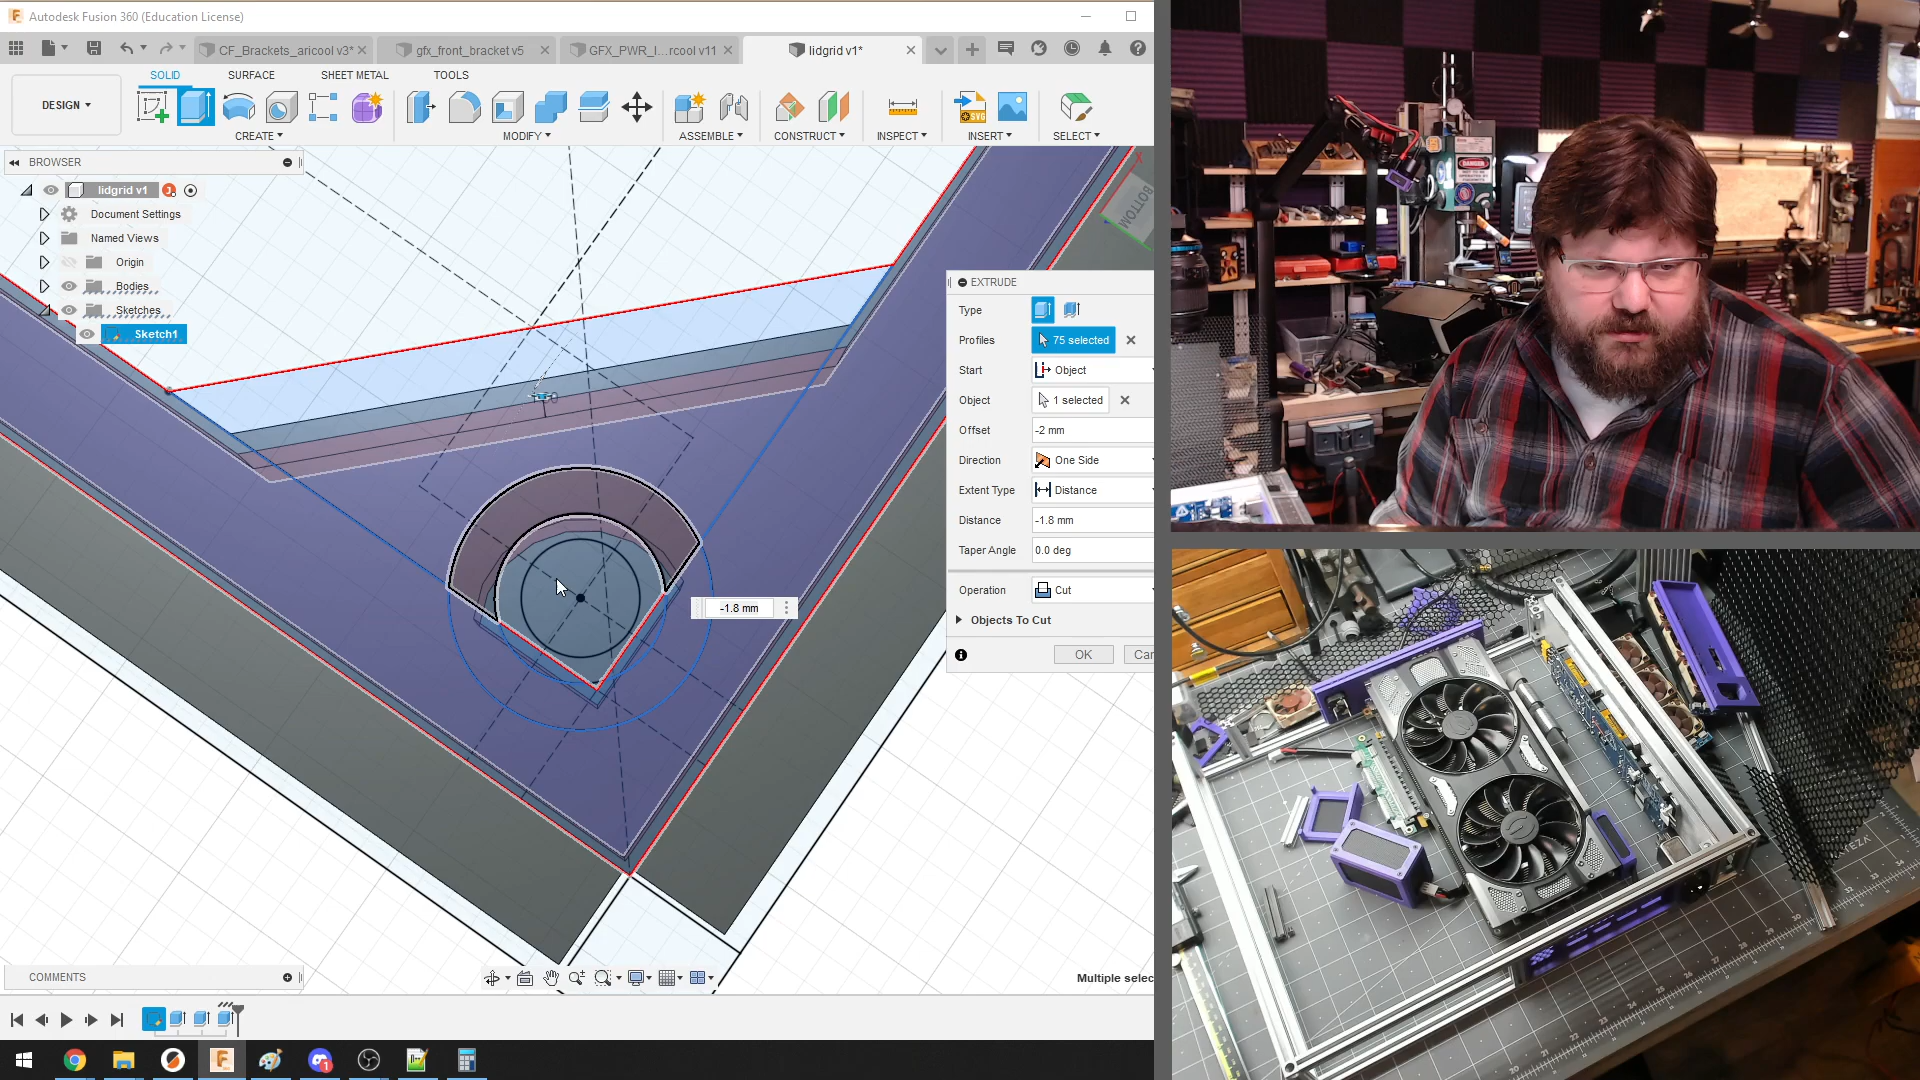 Autodesk Fusion 360 (Education License)
CF_Brackets_aricool v3*
gfx_front_bracket v5
GFX_PWR_I...rcool v11
lidgrid v1*
DESIGN
SOLID
SURFACE
SHEET METAL
TOOLS
CREATE
MODIFY
ASSEMBLE
CONSTRUCT
INSPECT
INSERT
SELECT
BROWSER
lidgrid v1
Document Settings
Named Views
Origin
Bodies
Sketches
Sketch1
BOTTOM
X
EXTRUDE
Type
Profiles 75 selected
Start Object
Object 1 selected
Offset -2 mm
Direction One Side
Extent Type Distance
Distance -1.8 mm
Taper Angle 0.0 deg
Operation Cut
Objects To Cut
OK Can
-1.8 mm
COMMENTS
Multiple selec
DANGER